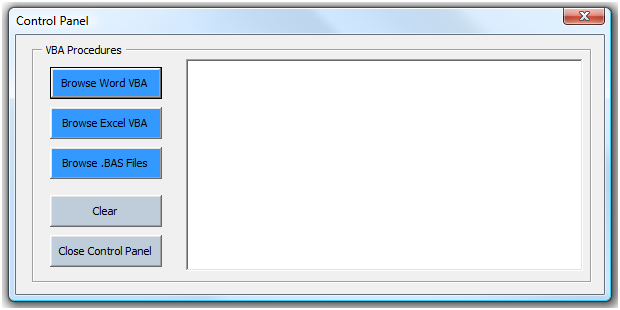 Control Panel
VBA Procedures
Browse Word VBA
Browse Excel VBA
Browse .BAS Files
Clear
Close Control Panel